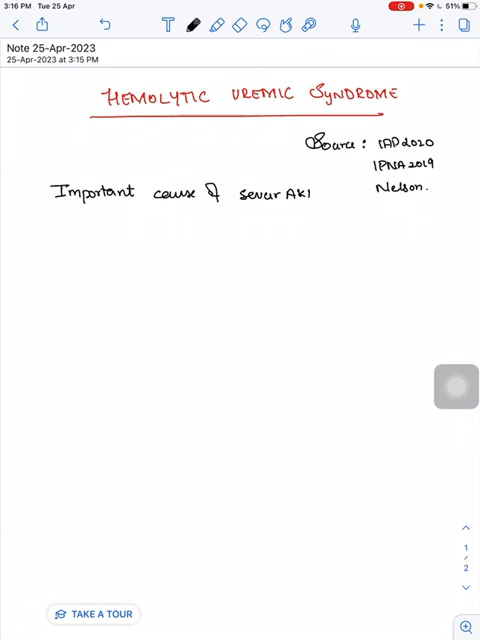 3:16 PM Tue 25 Apr 51%
Note 25-Apr-2023
25-Apr-2023 at 3:15 PM
HEMOLYTIC UREMIC SYNDROME
Source: IAP 2020
IPNA 2019
Nelson.
Important cause of sever AKI
1
2
TAKE A TOUR